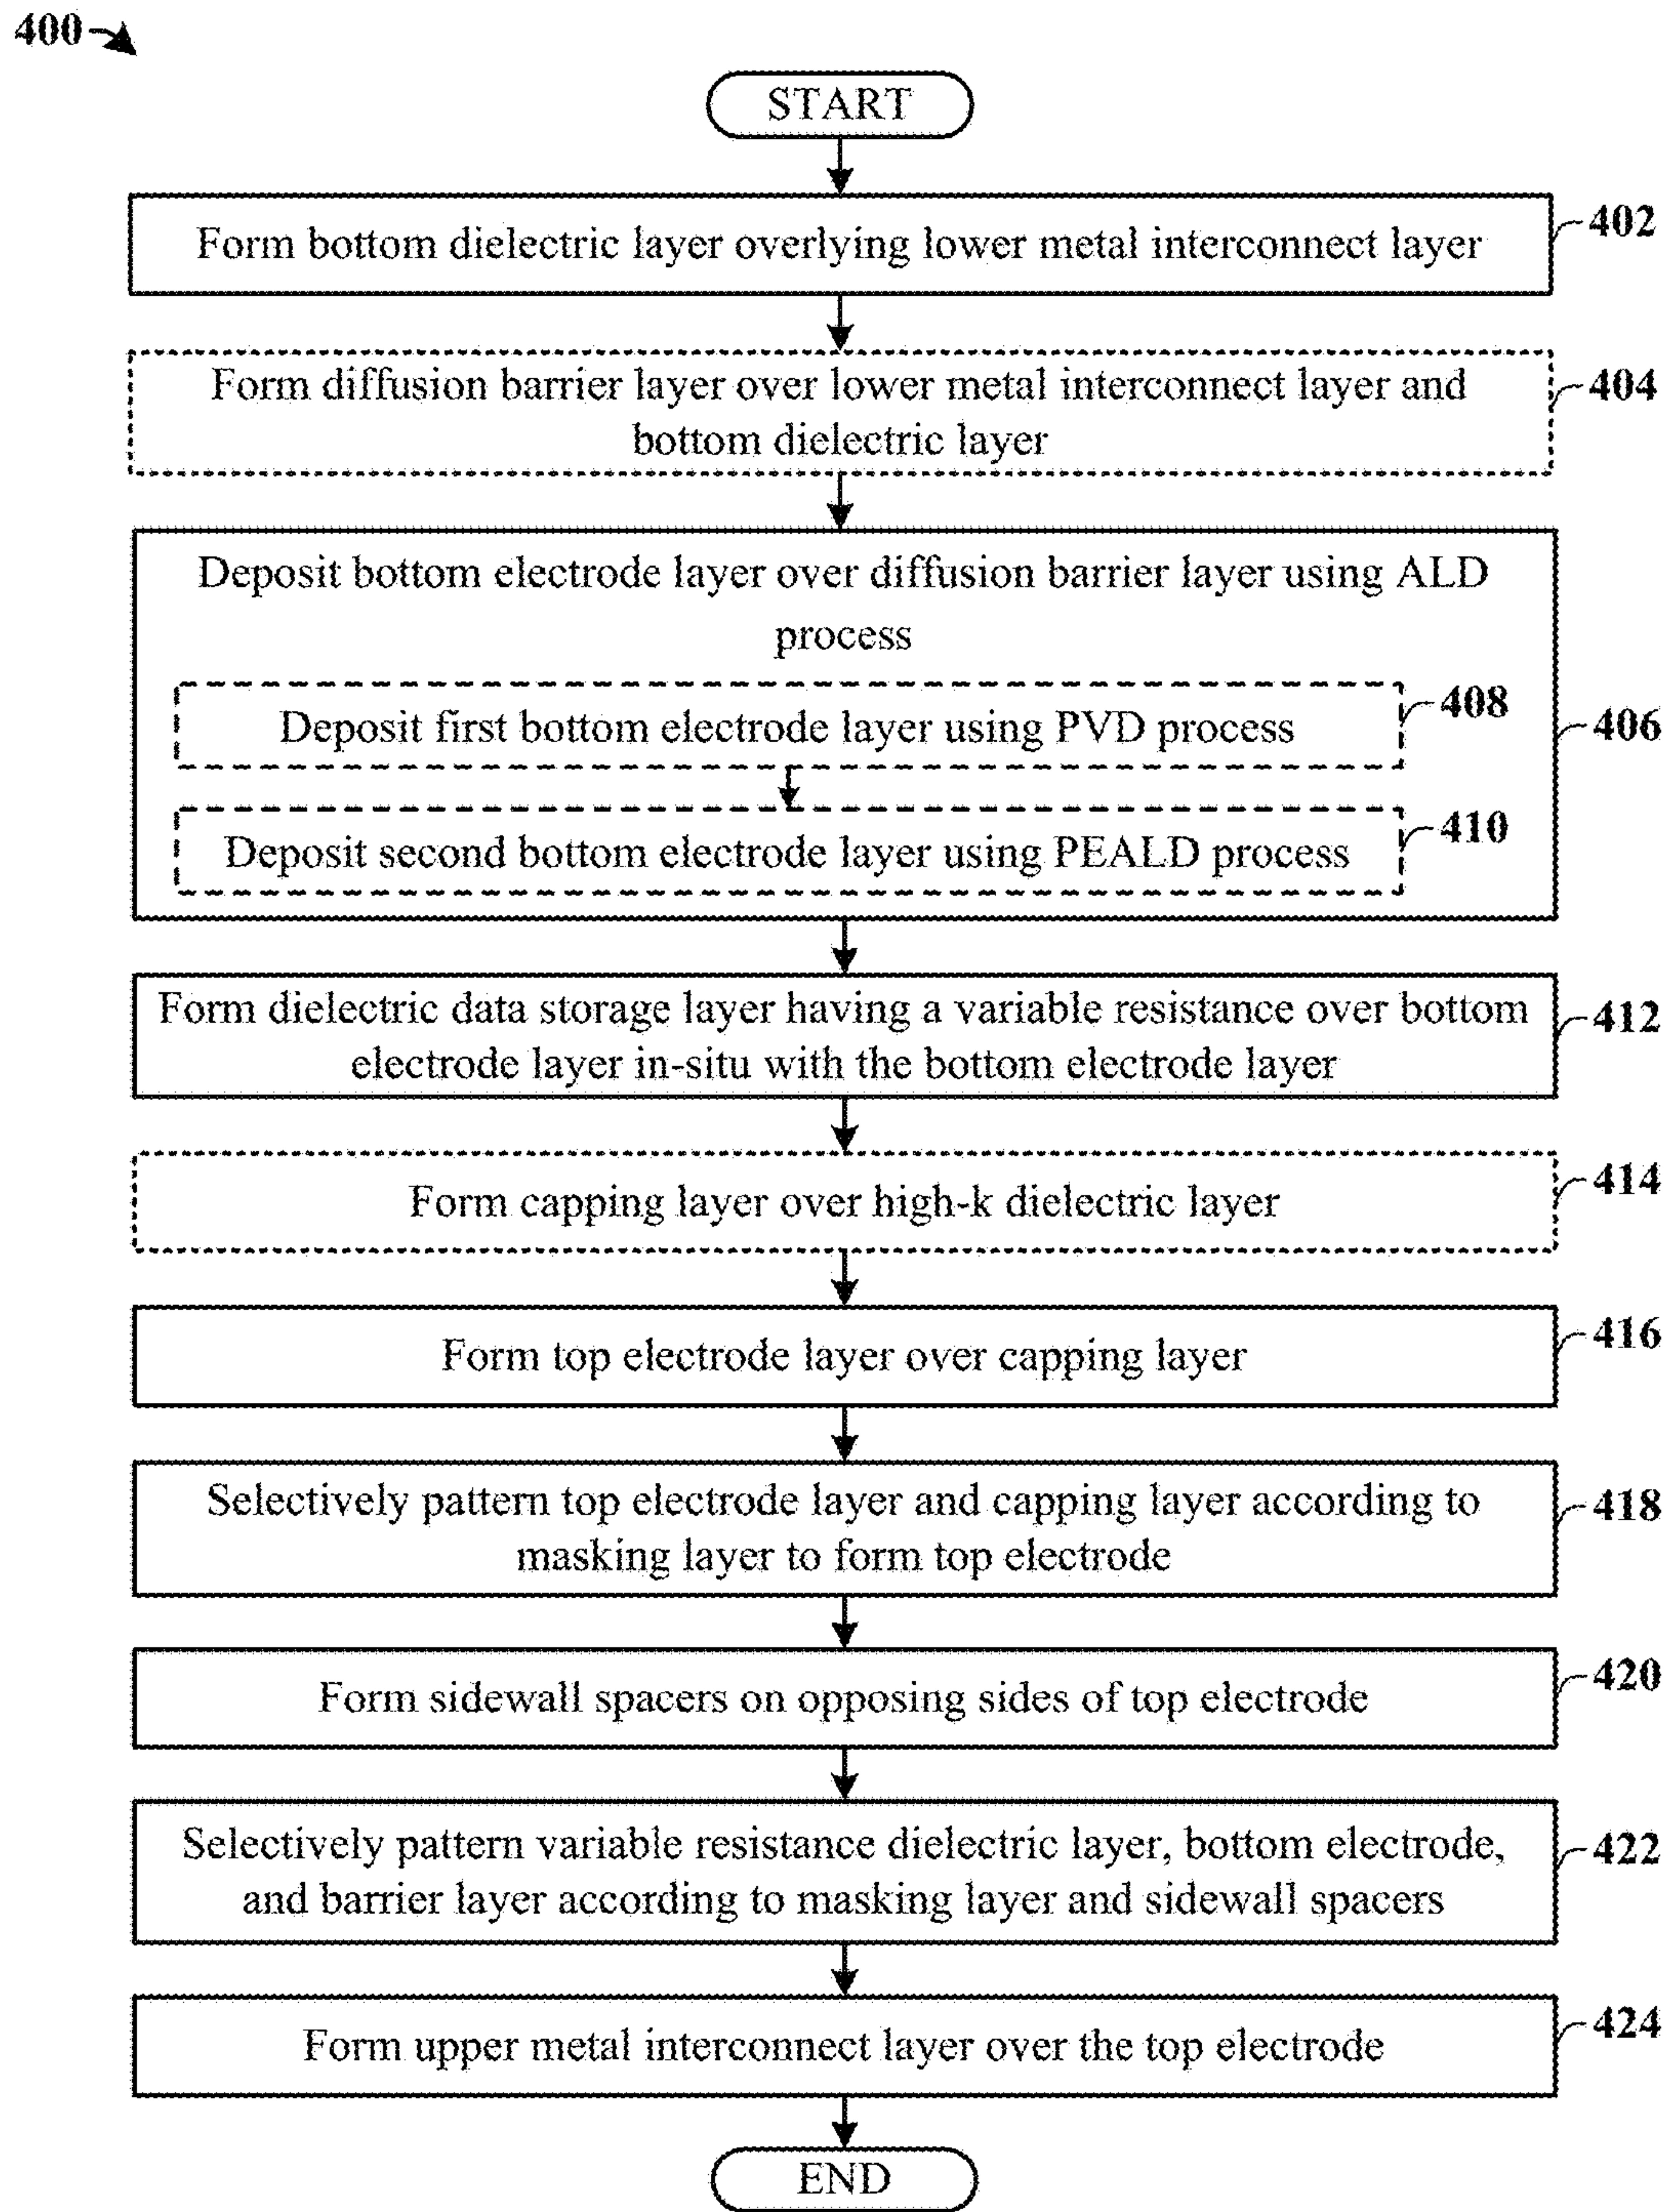 400
START
Form bottom dielectric layer overlying lower metal interconnect layer
402
Form diffusion barrier layer over lower metal interconnect layer and
bottom dielectric layer
404
Deposit bottom electrode layer over diffusion barrier layer using ALD
process
406
Deposit first bottom electrode layer using PVD process
408
Deposit second bottom electrode layer using PEALD process
410
Form dielectric data storage layer having a variable resistance over bottom
electrode layer in-situ with the bottom electrode layer
412
Form capping layer over high-k dielectric layer
414
Form top electrode layer over capping layer
416
Selectively pattern top electrode layer and capping layer according to
masking layer to form top electrode
418
Form sidewall spacers on opposing sides of top electrode
420
Selectively pattern variable resistance dielectric layer, bottom electrode,
and barrier layer according to masking layer and sidewall spacers
422
Form upper metal interconnect layer over the top electrode
424
END